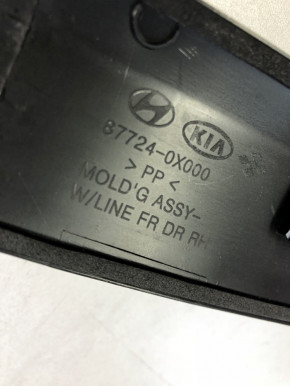 KIA
87724-0X000
> PP <
MOLD'G ASSY-
W/LINE FR DR RH